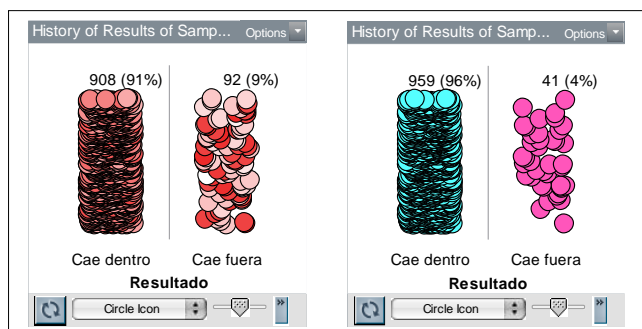 History of Results of Samp... Options
908 (91%) 92 (9%)
Cae dentro Cae fuera
Resultado
Circle Icon »
History of Results of Samp... Options
959 (96%) 41 (4%)
Cae dentro Cae fuera
Resultado
Circle Icon »